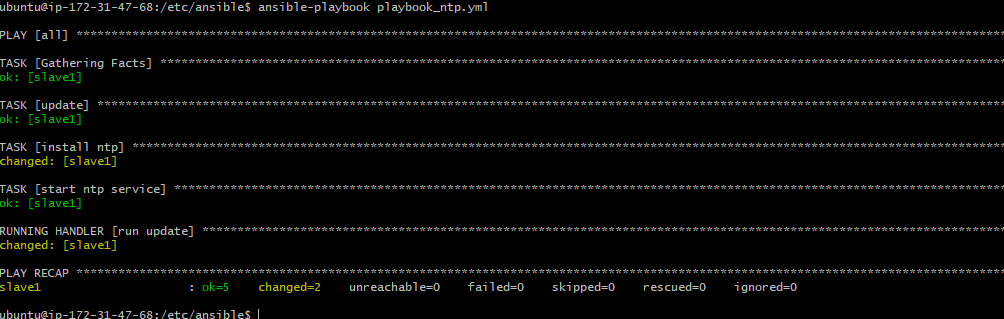 ubuntu@ip-172-31-47-68:/etc/ansible$ ansible-playbook playbook_ntp.yml
PLAY [all] *************************************************************************************************************************************
TASK [Gathering Facts] *************************************************************************************************************************
ok: [slave1]
TASK [update] **********************************************************************************************************************************
ok: [slave1]
TASK [install ntp] *****************************************************************************************************************************
changed: [slave1]
TASK [start ntp service] ***********************************************************************************************************************
ok: [slave1]
RUNNING HANDLER [run update] *******************************************************************************************************************
changed: [slave1]
PLAY RECAP *************************************************************************************************************************************
slave1                     : ok=5    changed=2    unreachable=0    failed=0    skipped=0    rescued=0    ignored=0
ubuntu@ip-172-31-47-68:/etc/ansible$